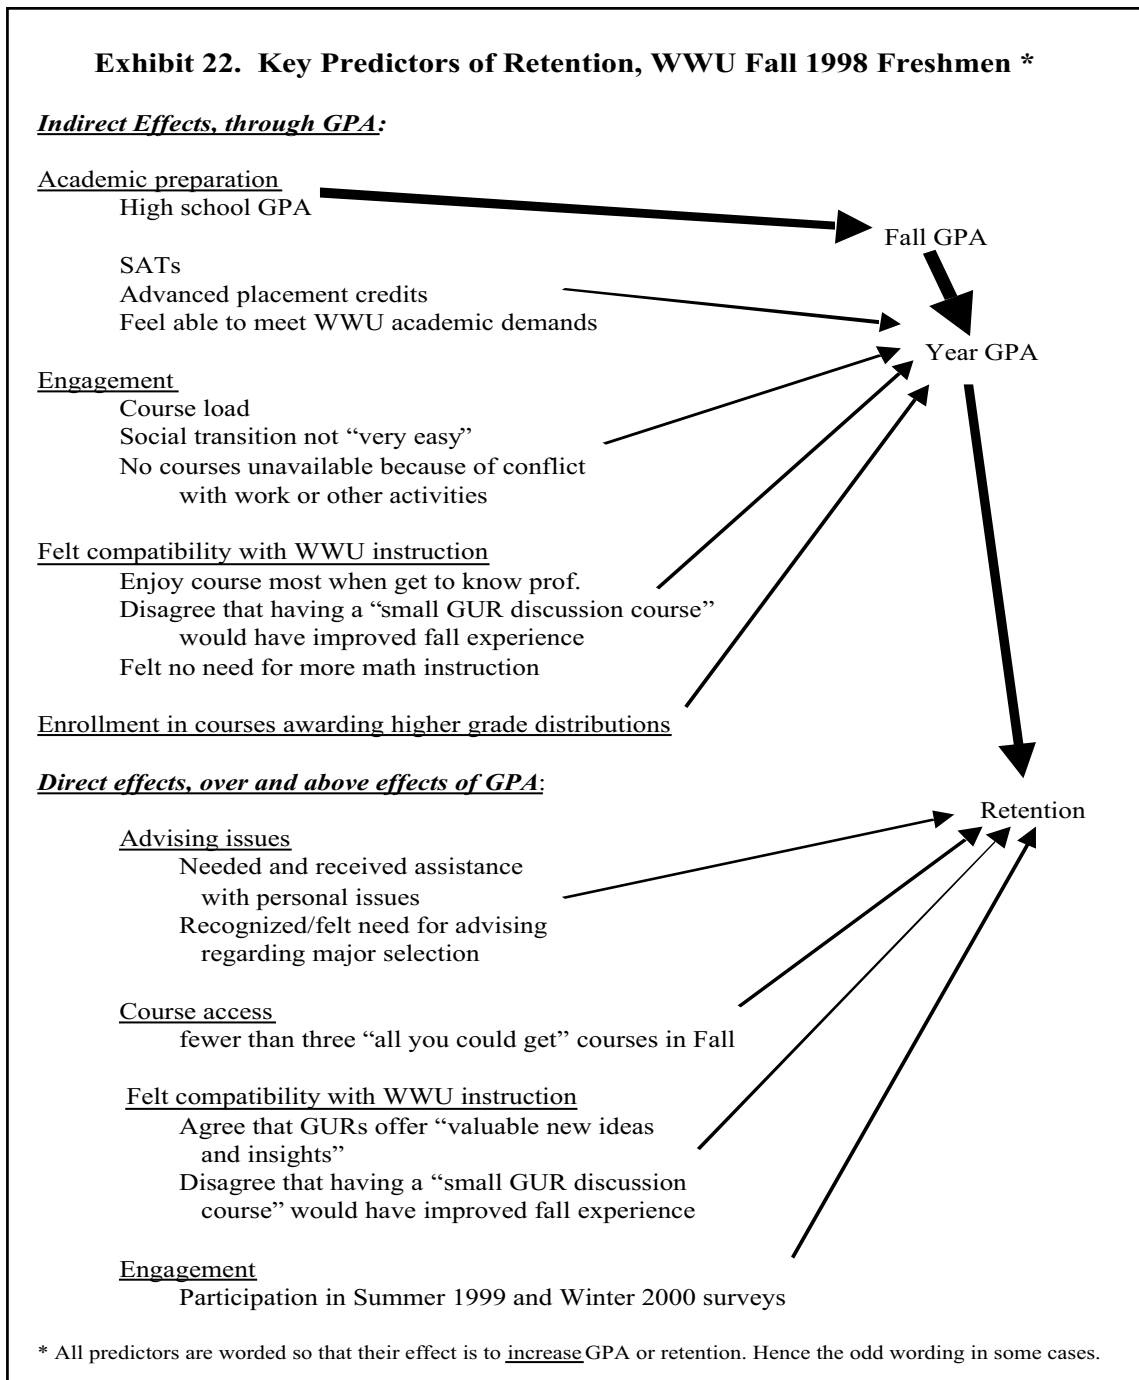 Exhibit 22. Key Predictors of Retention, WWU Fall 1998 Freshmen *
Indirect Effects, through GPA:
Academic preparation
High school GPA
Fall GPA
SATs
Advanced placement credits
Feel able to meet WWU academic demands
Year GPA
Engagement
Course load
Social transition not “very easy”
No courses unavailable because of conflict
with work or other activities
Felt compatibility with WWU instruction
Enjoy course most when get to know prof.
Disagree that having a “small GUR discussion course”
would have improved fall experience
Felt no need for more math instruction
Enrollment in courses awarding higher grade distributions
Direct effects, over and above effects of GPA:
Retention
Advising issues
Needed and received assistance
with personal issues
Recognized/felt need for advising
regarding major selection
Course access
fewer than three “all you could get” courses in Fall
Felt compatibility with WWU instruction
Agree that GURs offer “valuable new ideas
and insights”
Disagree that having a “small GUR discussion
course” would have improved fall experience
Engagement
Participation in Summer 1999 and Winter 2000 surveys
* All predictors are worded so that their effect is to increase GPA or retention. Hence the odd wording in some cases.